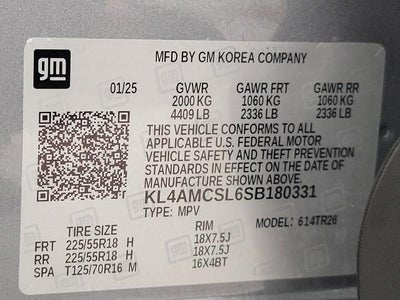 gm
MFD BY GM KOREA COMPANY
01/25 GVWR GAWR FRT GAWR RR
2000 KG 1060 KG 1060 KG
4409 LB 2336 LB 2336 LB
THIS VEHICLE CONFORMS TO ALL
APPLICABLE U.S. FEDERAL MOTOR
VEHICLE SAFETY AND THEFT PREVENTION
STANDARDS IN EFFECT ON THE DATE OF
MANUFACTURE SHOWN ABOVE.
KL4AMCSL6SB180331
TYPE: MPV MODEL: 614TR26
TIRE SIZE RIM
FRT 225/55R18 H 18X7.5J
RR 225/55R18 H 18X7.5J
SPA T125/70R16 M 16X4BT